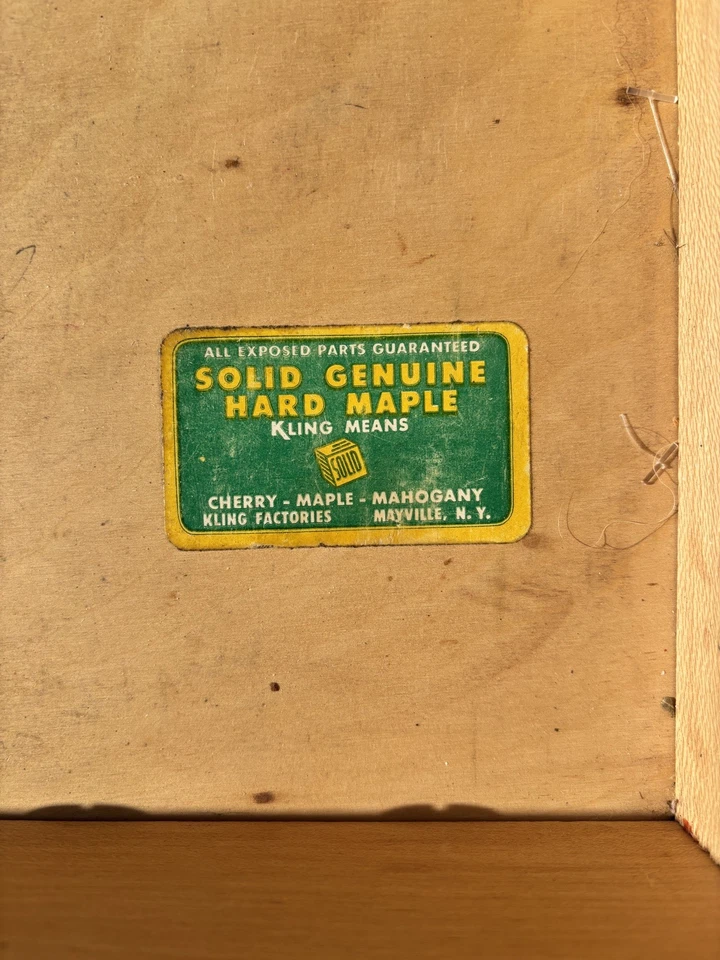 ALL EXPOSED PARTS GUARANTEED
SOLID GENUINE
HARD MAPLE
KLING MEANS
SOLID
CHERRY - MAPLE - MAHOGANY
KLING FACTORIES MAYVILLE, N. Y.